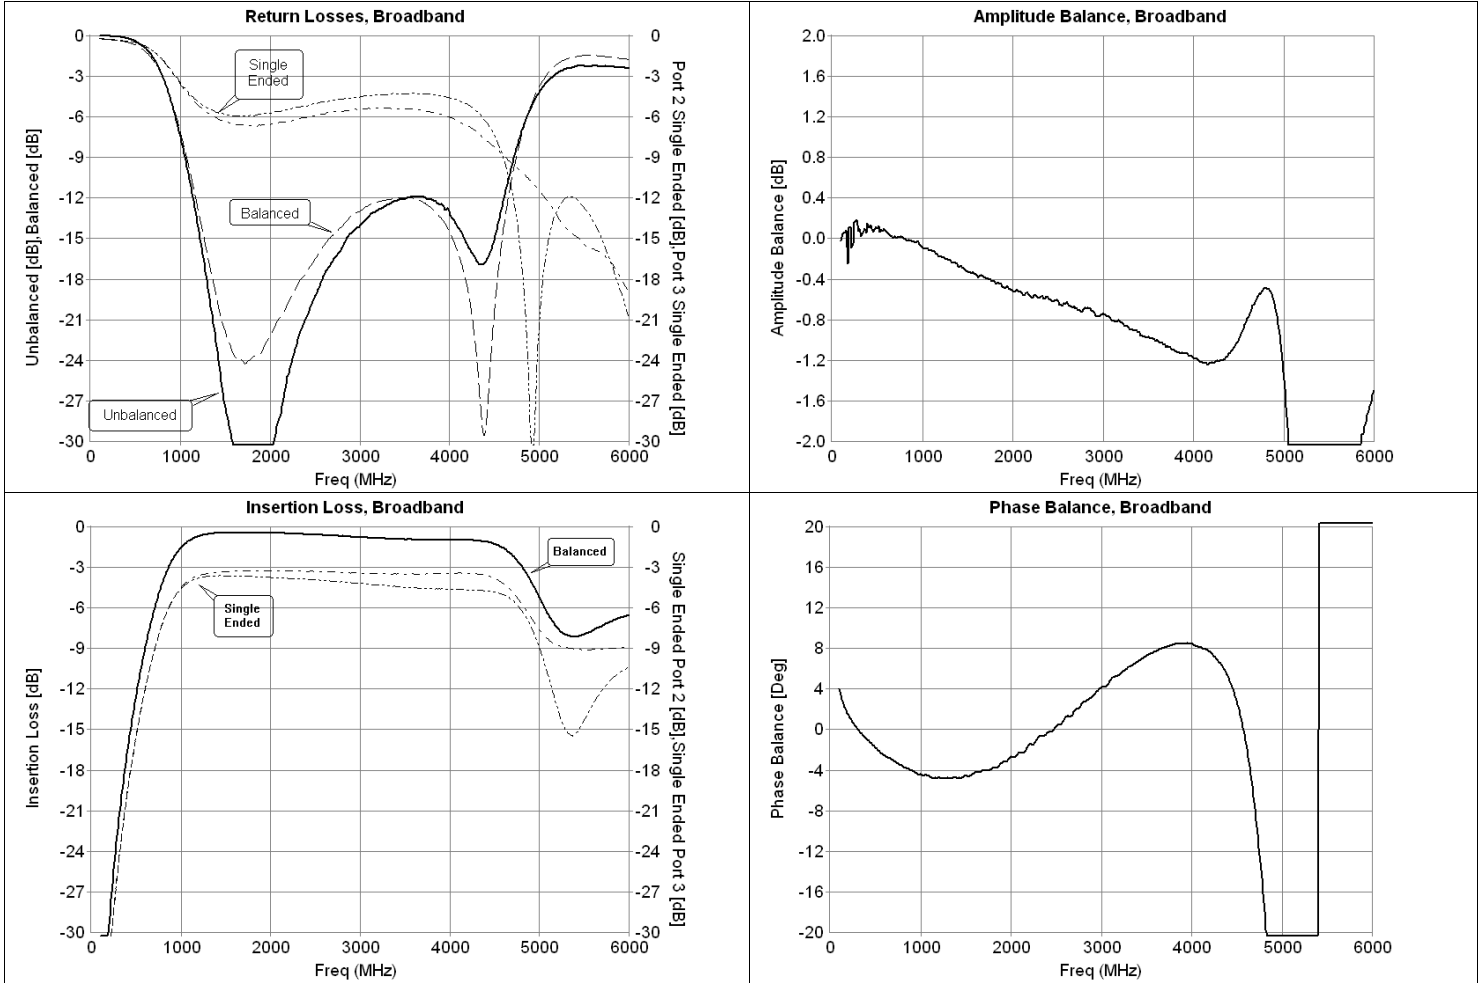 Return Losses, Broadband
0
-3
-6
-9
-12
-15
-18
-21
-24
-27
-30
Unbalanced [dB],Balanced [dB]
Single
Ended
Balanced
Unbalanced
0
-3
-6
-9
-12
-15
-18
-21
-24
-27
-30
Port 2 Single Ended [dB],Port 3 Single Ended [dB]
0 1000 2000 3000 4000 5000 6000
Freq (MHz)
Amplitude Balance, Broadband
2.0
1.6
1.2
0.8
0.4
0.0
-0.4
-0.8
-1.2
-1.6
-2.0
Amplitude Balance [dB]
0 1000 2000 3000 4000 5000 6000
Freq (MHz)
Insertion Loss, Broadband
0
-3
-6
-9
-12
-15
-18
-21
-24
-27
-30
Insertion Loss [dB]
Balanced
Single
Ended
0
-3
-6
-9
-12
-15
-18
-21
-24
-27
-30
Single Ended Port 2 [dB],Single Ended Port 3 [dB]
0 1000 2000 3000 4000 5000 6000
Freq (MHz)
Phase Balance, Broadband
20
16
12
8
4
0
-4
-8
-12
-16
-20
Phase Balance [Deg]
0 1000 2000 3000 4000 5000 6000
Freq (MHz)